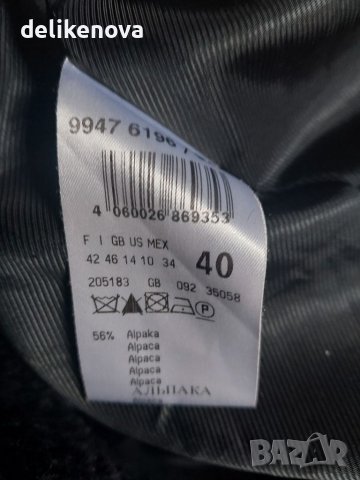 delikenova
9947 6196 /
4 060026 869353
F I GB US MEX
42 46 14 10 34 40
205183 GB 092 35058
P
56% Alpaka
Alpaca
Alpaca
Alpaca
Alpaca
АЛЬПАКА
BAZAR